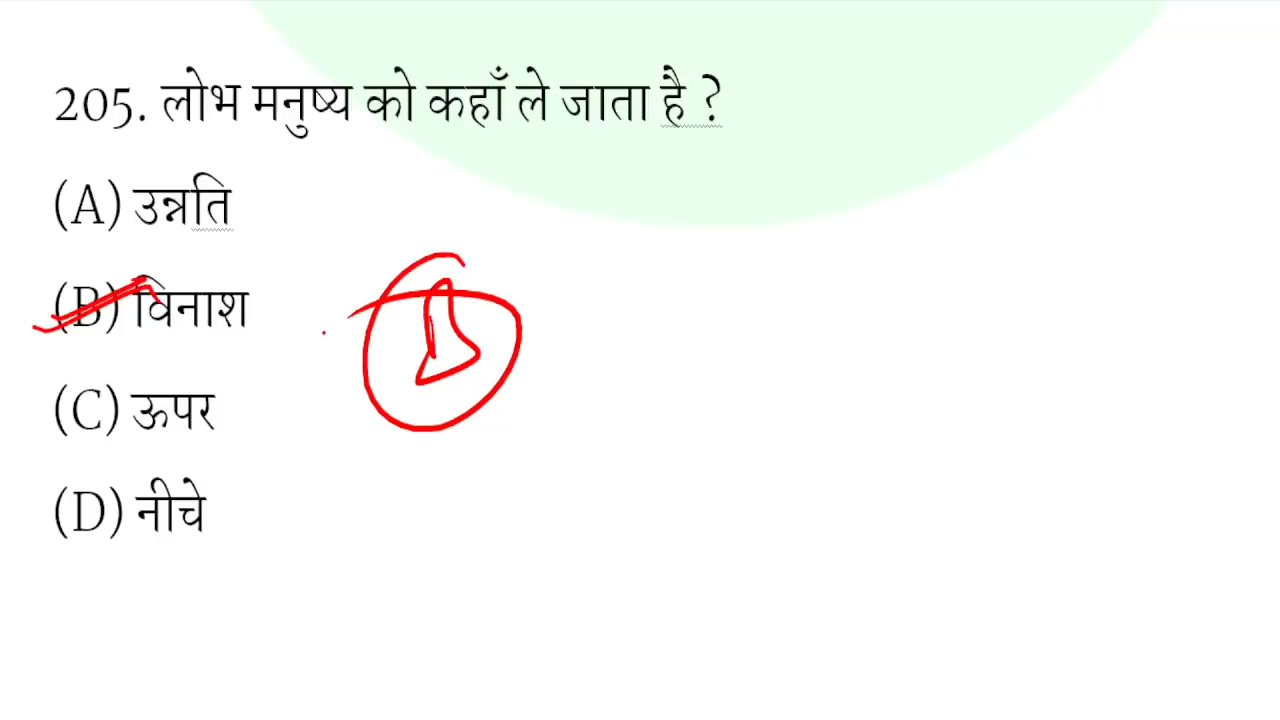 205. लोभ मनुष्य को कहाँ ले जाता है ?
(A) उन्नति
(B) विनाश
(C) ऊपर
(D) नीचे